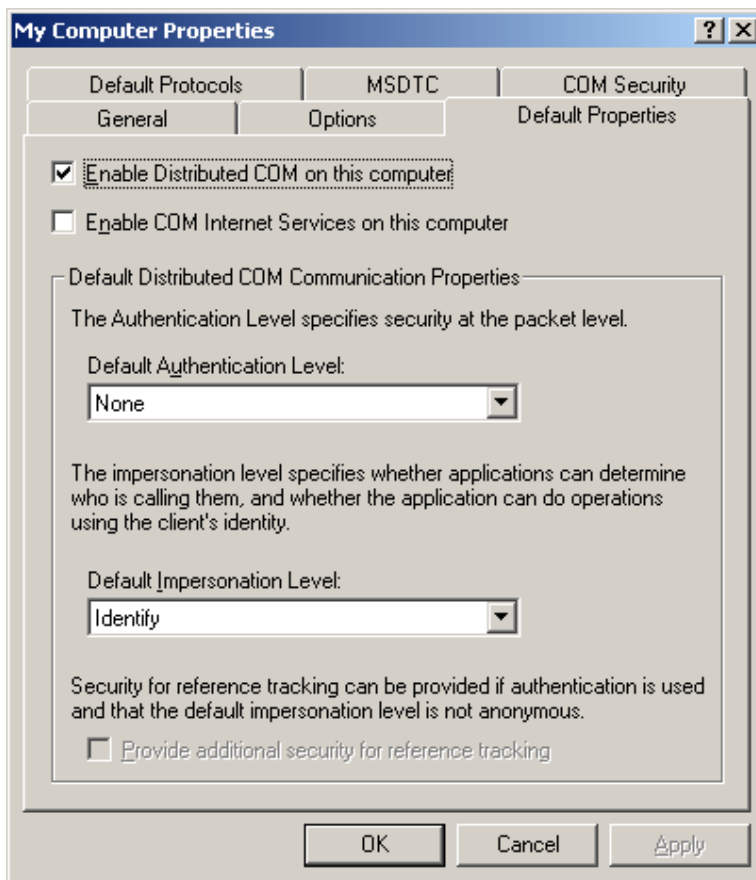 My Computer Properties
Default Protocols MSDTC COM Security
General Options Default Properties
Enable Distributed COM on this computer
Enable COM Internet Services on this computer
Default Distributed COM Communication Properties
The Authentication Level specifies security at the packet level.
Default Authentication Level:
None
The impersonation level specifies whether applications can determine
who is calling them, and whether the application can do operations
using the client's identity.
Default Impersonation Level:
Identify
Security for reference tracking can be provided if authentication is used
and that the default impersonation level is not anonymous.
Provide additional security for reference tracking
OK Cancel Apply